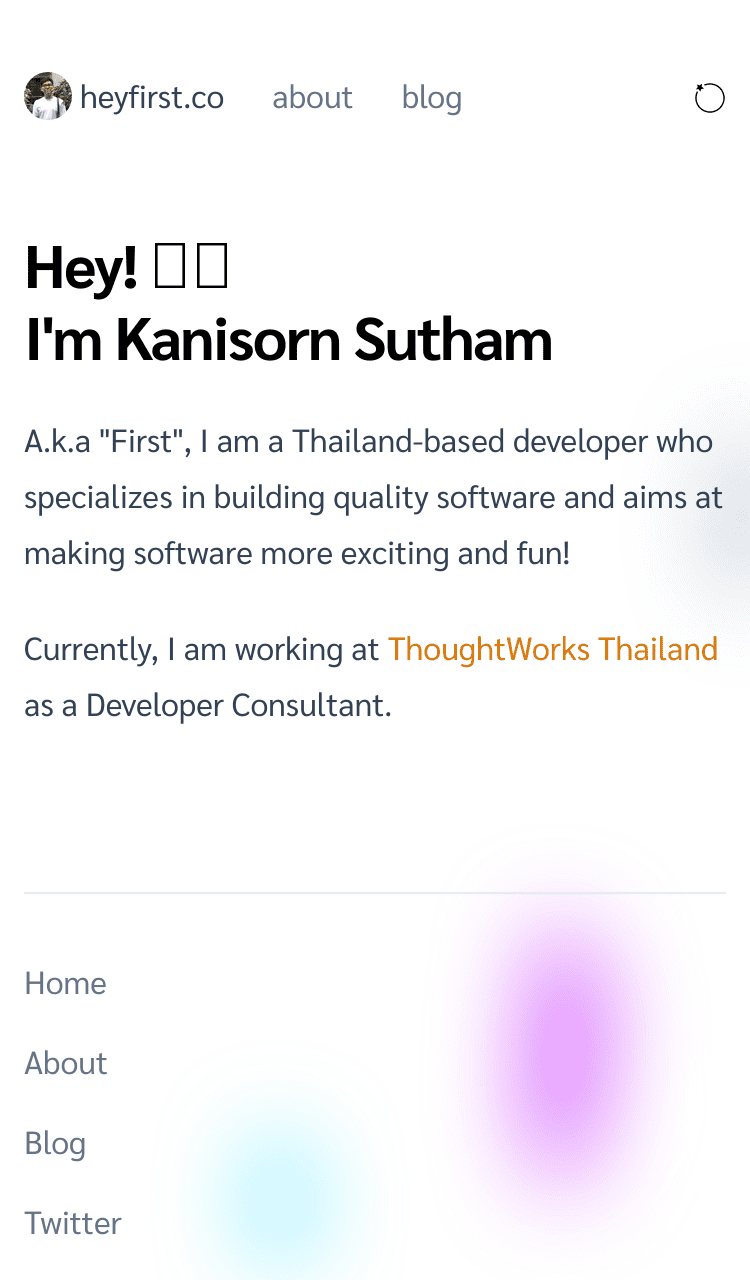 heyfirst.co about blog
Hey!
I'm Kanisorn Sutham
A.k.a "First", I am a Thailand-based developer who
specializes in building quality software and aims at
making software more exciting and fun!
Currently, I am working at ThoughtWorks Thailand
as a Developer Consultant.
Home
About
Blog
Twitter